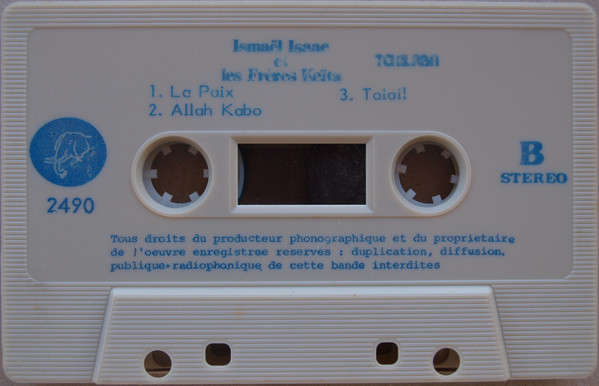 Ismaël Isaac
et
les Fréres Keïta
1. La Paix
2. Allah Kabo
3. Toiail
2490
B
STEREO
Tous droits du producteur phonographique et du proprietaire
de l'oeuvre enregistree reserves : duplication, diffusion.
publique-radiophonique de cette bande interdites